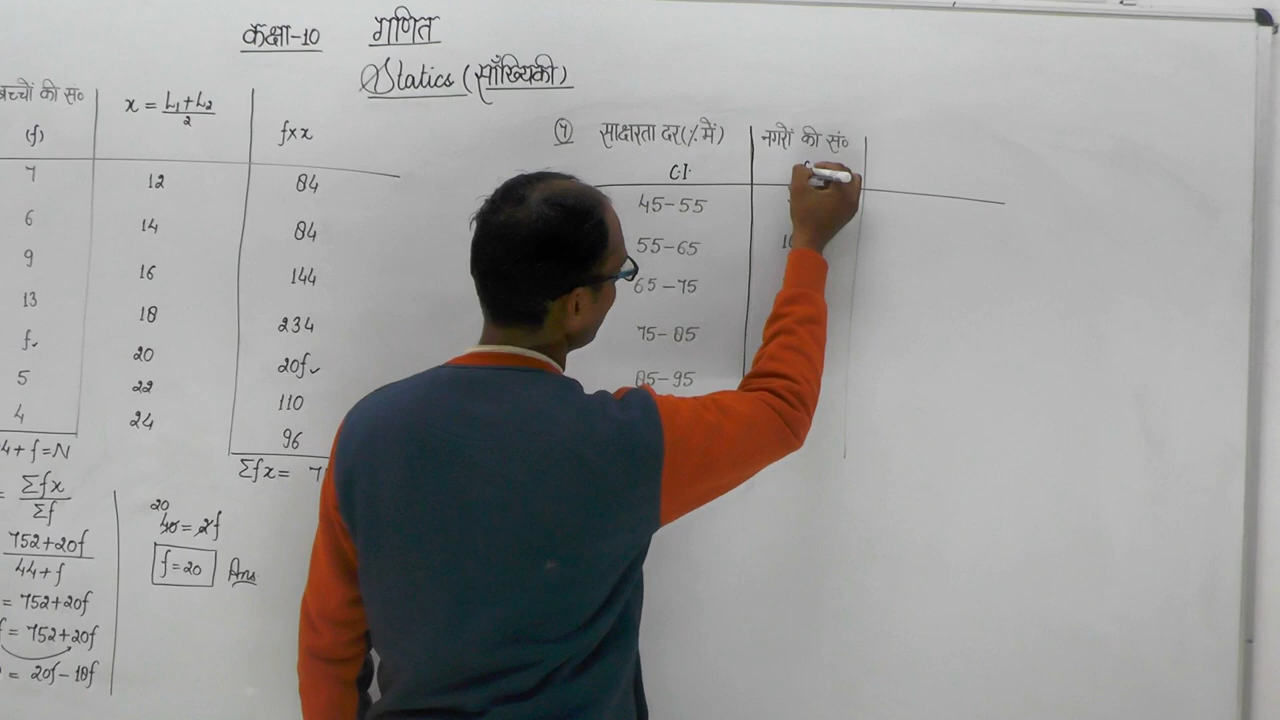 कक्षा-10 गणित
Statics (साँख्यिकी)
बच्चों की सं० x = L₁+L₂/2
(f) f×x
7 12 84
6 14 84
9 16 144
13 18 234
f 20 20f
5 22 110
4 24 96
4+f=N Σfx= 7
= Σfx/Σf
752+20f/44+f
= 752+20f
f = 752+20f
= 20f-18f
20
40=2f
f=20 Ans
साक्षरता दर(%में) नगरों की सं०
C.I.
45-55
55-65 10
65-75
75-85
85-95